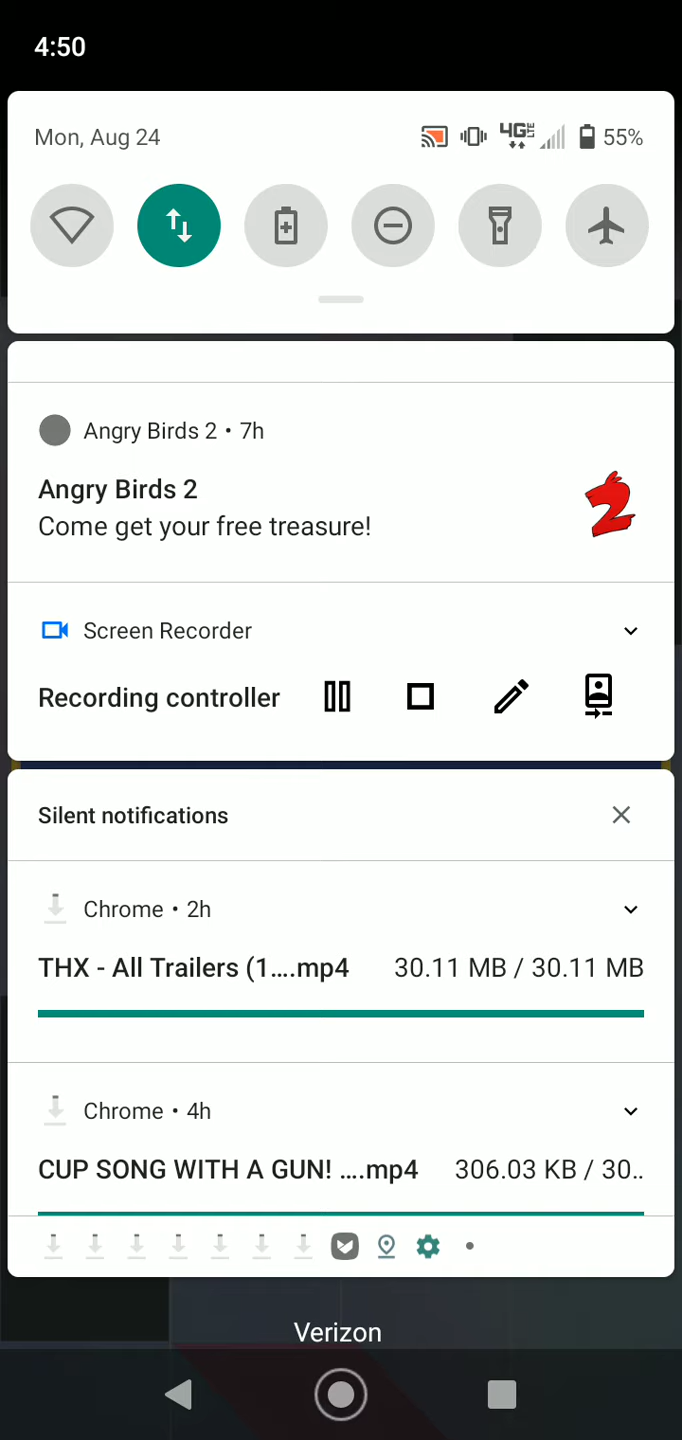 4:50
Mon, Aug 24
4G LTE
55%
Angry Birds 2 • 7h
Angry Birds 2
Come get your free treasure!
2
Screen Recorder
Recording controller
Silent notifications
Chrome • 2h
THX - All Trailers (1....mp4 30.11 MB / 30.11 MB
Chrome • 4h
CUP SONG WITH A GUN! ....mp4 306.03 KB / 30..
Verizon